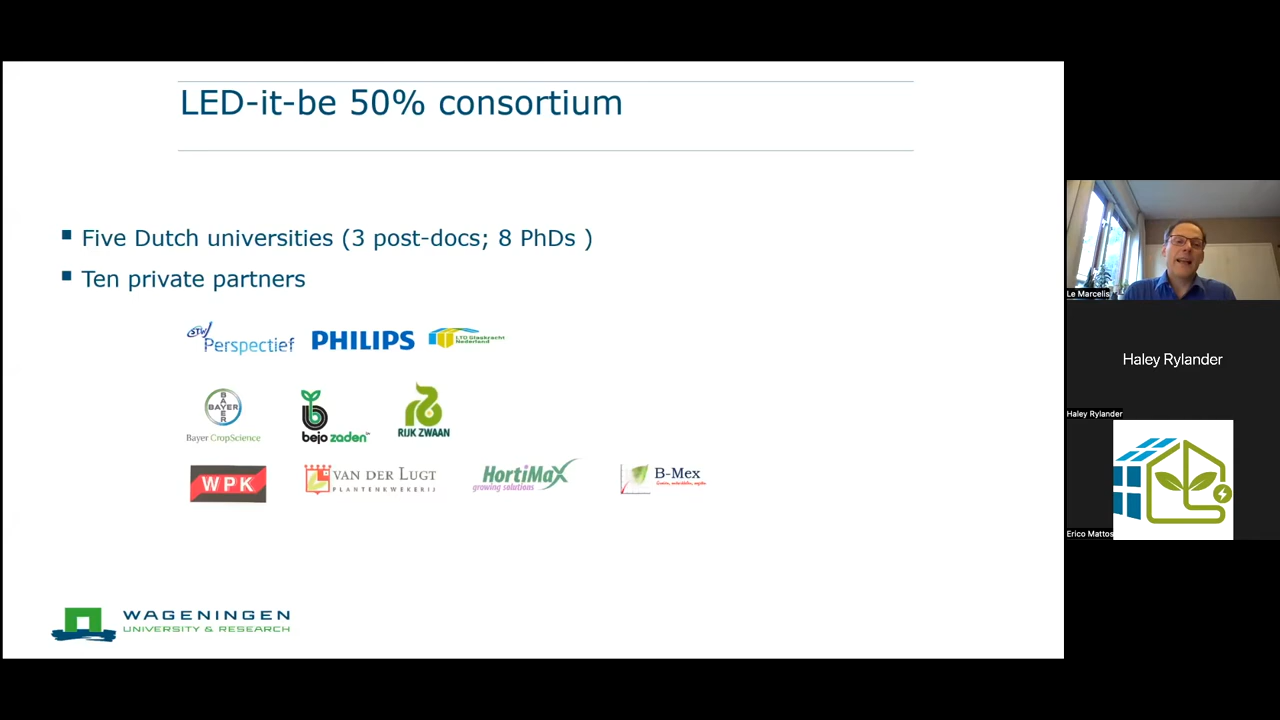 LED-it-be 50% consortium
Five Dutch universities (3 post-docs; 8 PhDs )
Ten private partners
STW Perspectief
PHILIPS
LTO Glaskracht
Nederland
BAYER
BAYER
Bayer CropScience
bejo zaden
RIJK ZWAAN
WPK
VAN DER LUGT
PLANTENKWEKERIJ
HortiMaX
growing solutions
B-Mex
WAGENINGEN
UNIVERSITY & RESEARCH
Le Marcelis
Haley Rylander
Haley Rylander
Erico Mattos